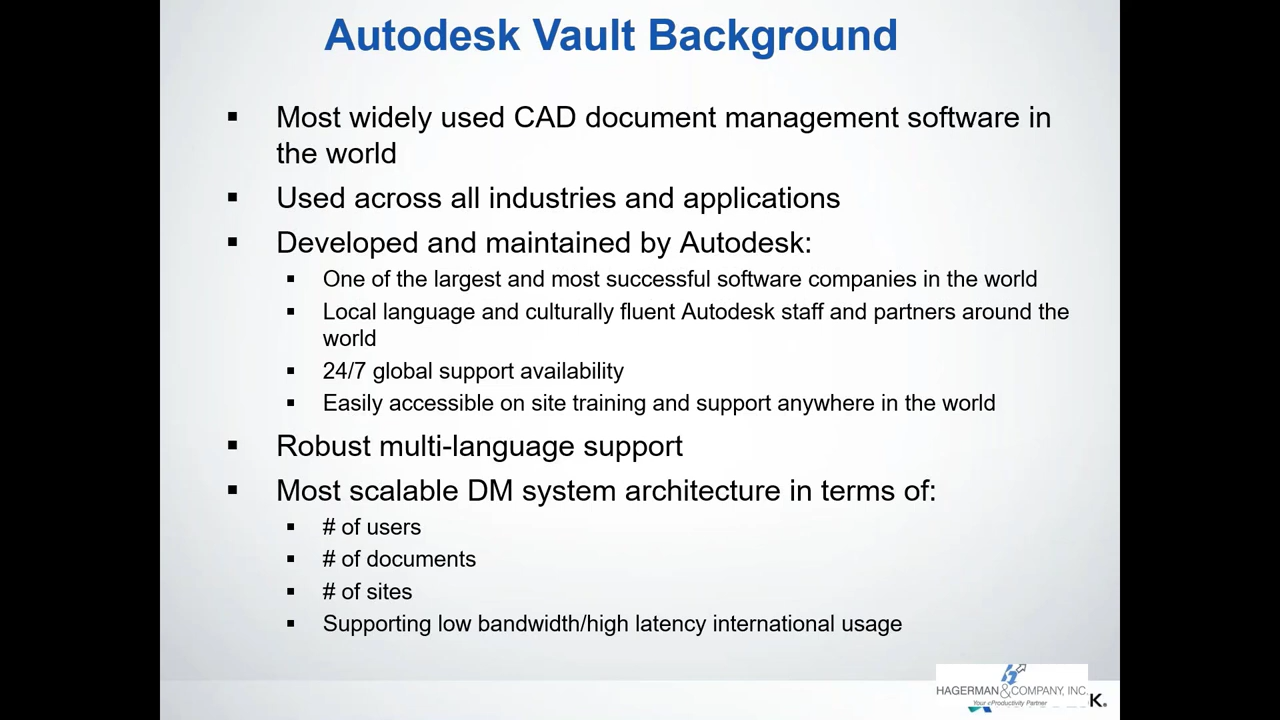 Autodesk Vault Background
▪ Most widely used CAD document management software in
the world
▪ Used across all industries and applications
▪ Developed and maintained by Autodesk:
▪ One of the largest and most successful software companies in the world
▪ Local language and culturally fluent Autodesk staff and partners around the
world
▪ 24/7 global support availability
▪ Easily accessible on site training and support anywhere in the world
▪ Robust multi-language support
▪ Most scalable DM system architecture in terms of:
▪ # of users
▪ # of documents
▪ # of sites
▪ Supporting low bandwidth/high latency international usage
HAGERMAN & COMPANY, INC.
Your eProductivity Partner
K.